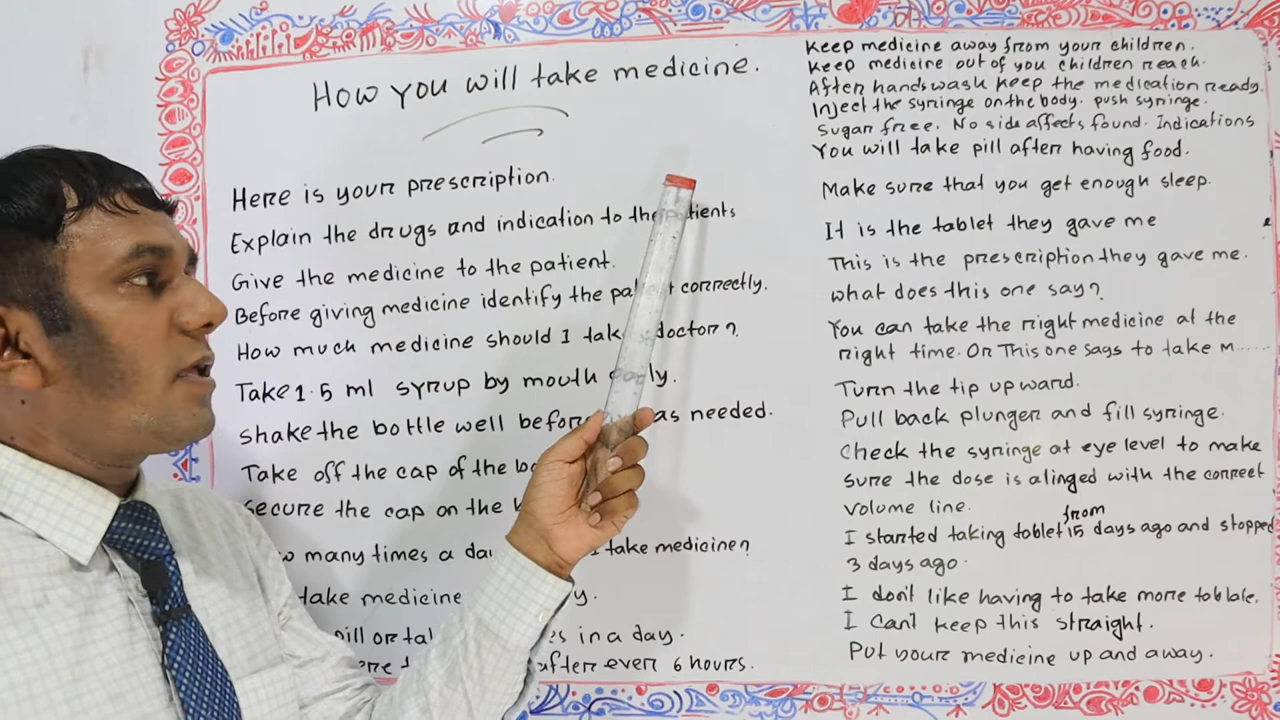 How you will take medicine.
Here is your prescription.
Explain the drugs and indication to the patients
Give the medicine to the patient.
Before giving medicine identify the correctly.
How much medicine should I doctor?
Take 1.5 ml syrup by mouth
shake the bottle well as needed.
Take off the cap of the
Secure the cap on the
many times a take medicine?
take medicine
pill or in a day.
after ever 6 hours.
Keep medicine away from your children.
Keep medicine out of you children reach.
After handswash keep the medication ready.
Inject the syringe on the body. push syringe.
Sugar free. No side affects found. Indications
You will take pill after having food.
Make sure that you get enough sleep.
It is the tablet they gave me
This is the prescription they gave me.
what does this one say?
You can take the right medicine at the
right time. Or This one says to take m......
Turn the tip upward.
Pull back plunger and fill syringe.
Check the syringe at eye level to make
sure the dose is alinged with the correct
volume line.
from
I started taking toblet 15 days ago and stopped
3 days ago.
I don't like having to take more tobble.
I can't keep this straight.
Put your medicine up and away.